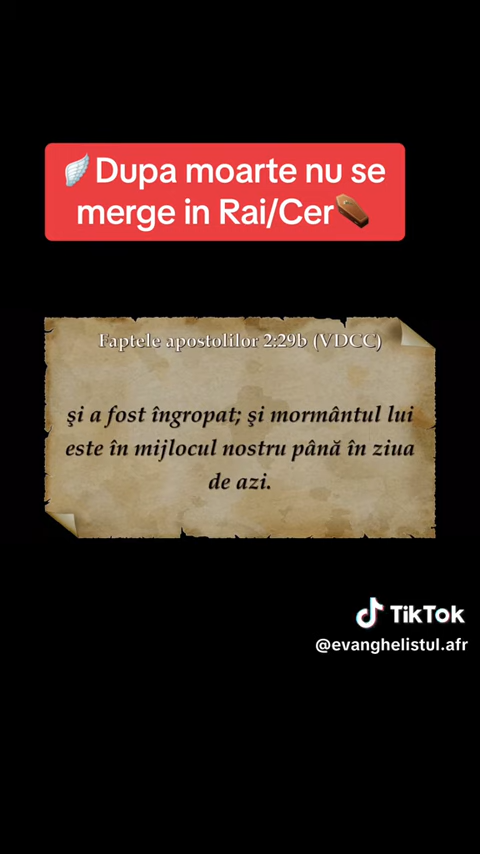 🪽Dupa moarte nu se
merge in Rai/Cer⚰️
Faptele apostolilor 2:29b (VDCC)
şi a fost îngropat; şi mormântul lui
este în mijlocul nostru până în ziua
de azi.
TikTok
@evanghelistul.afr